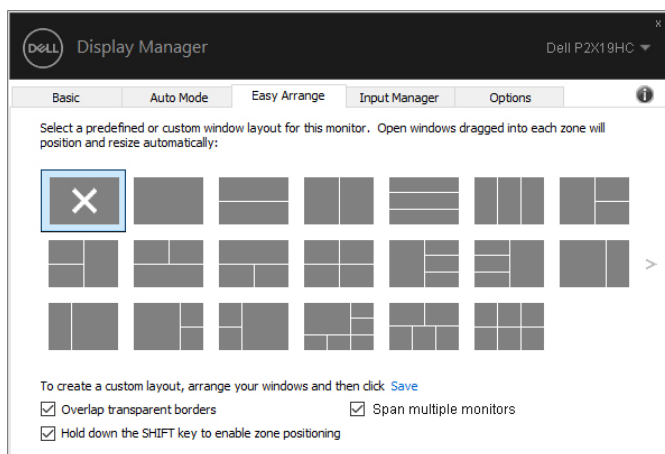 x
DELL Display Manager Dell P2X19HC
Basic Auto Mode Easy Arrange Input Manager Options i
Select a predefined or custom window layout for this monitor. Open windows dragged into each zone will
position and resize automatically:
>
To create a custom layout, arrange your windows and then click Save
Overlap transparent borders Span multiple monitors
Hold down the SHIFT key to enable zone positioning